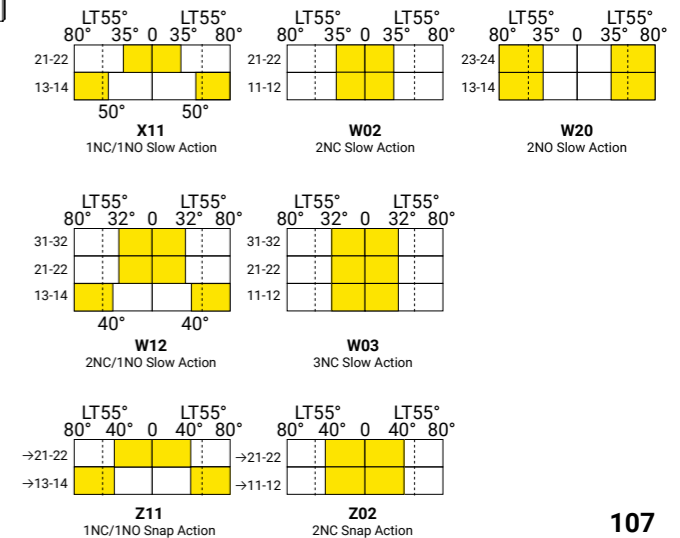 LT55° LT55°
80° 35° 0 35° 80°
21-22
13-14
50° 50°
X11
1NC/1NO Slow Action
LT55° LT55°
80° 35° 0 35° 80°
21-22
11-12
W02
2NC Slow Action
LT55° LT55°
80° 35° 0 35° 80°
23-24
13-14
W20
2NO Slow Action
LT55° LT55°
80° 32° 0 32° 80°
31-32
21-22
13-14
40° 40°
W12
2NC/1NO Slow Action
LT55° LT55°
80° 32° 0 32° 80°
31-32
21-22
11-12
W03
3NC Slow Action
LT55° LT55°
80° 40° 0 40° 80°
→21-22
→13-14
Z11
1NC/1NO Snap Action
LT55° LT55°
80° 40° 0 40° 80°
→21-22
→11-12
Z02
2NC Snap Action
107